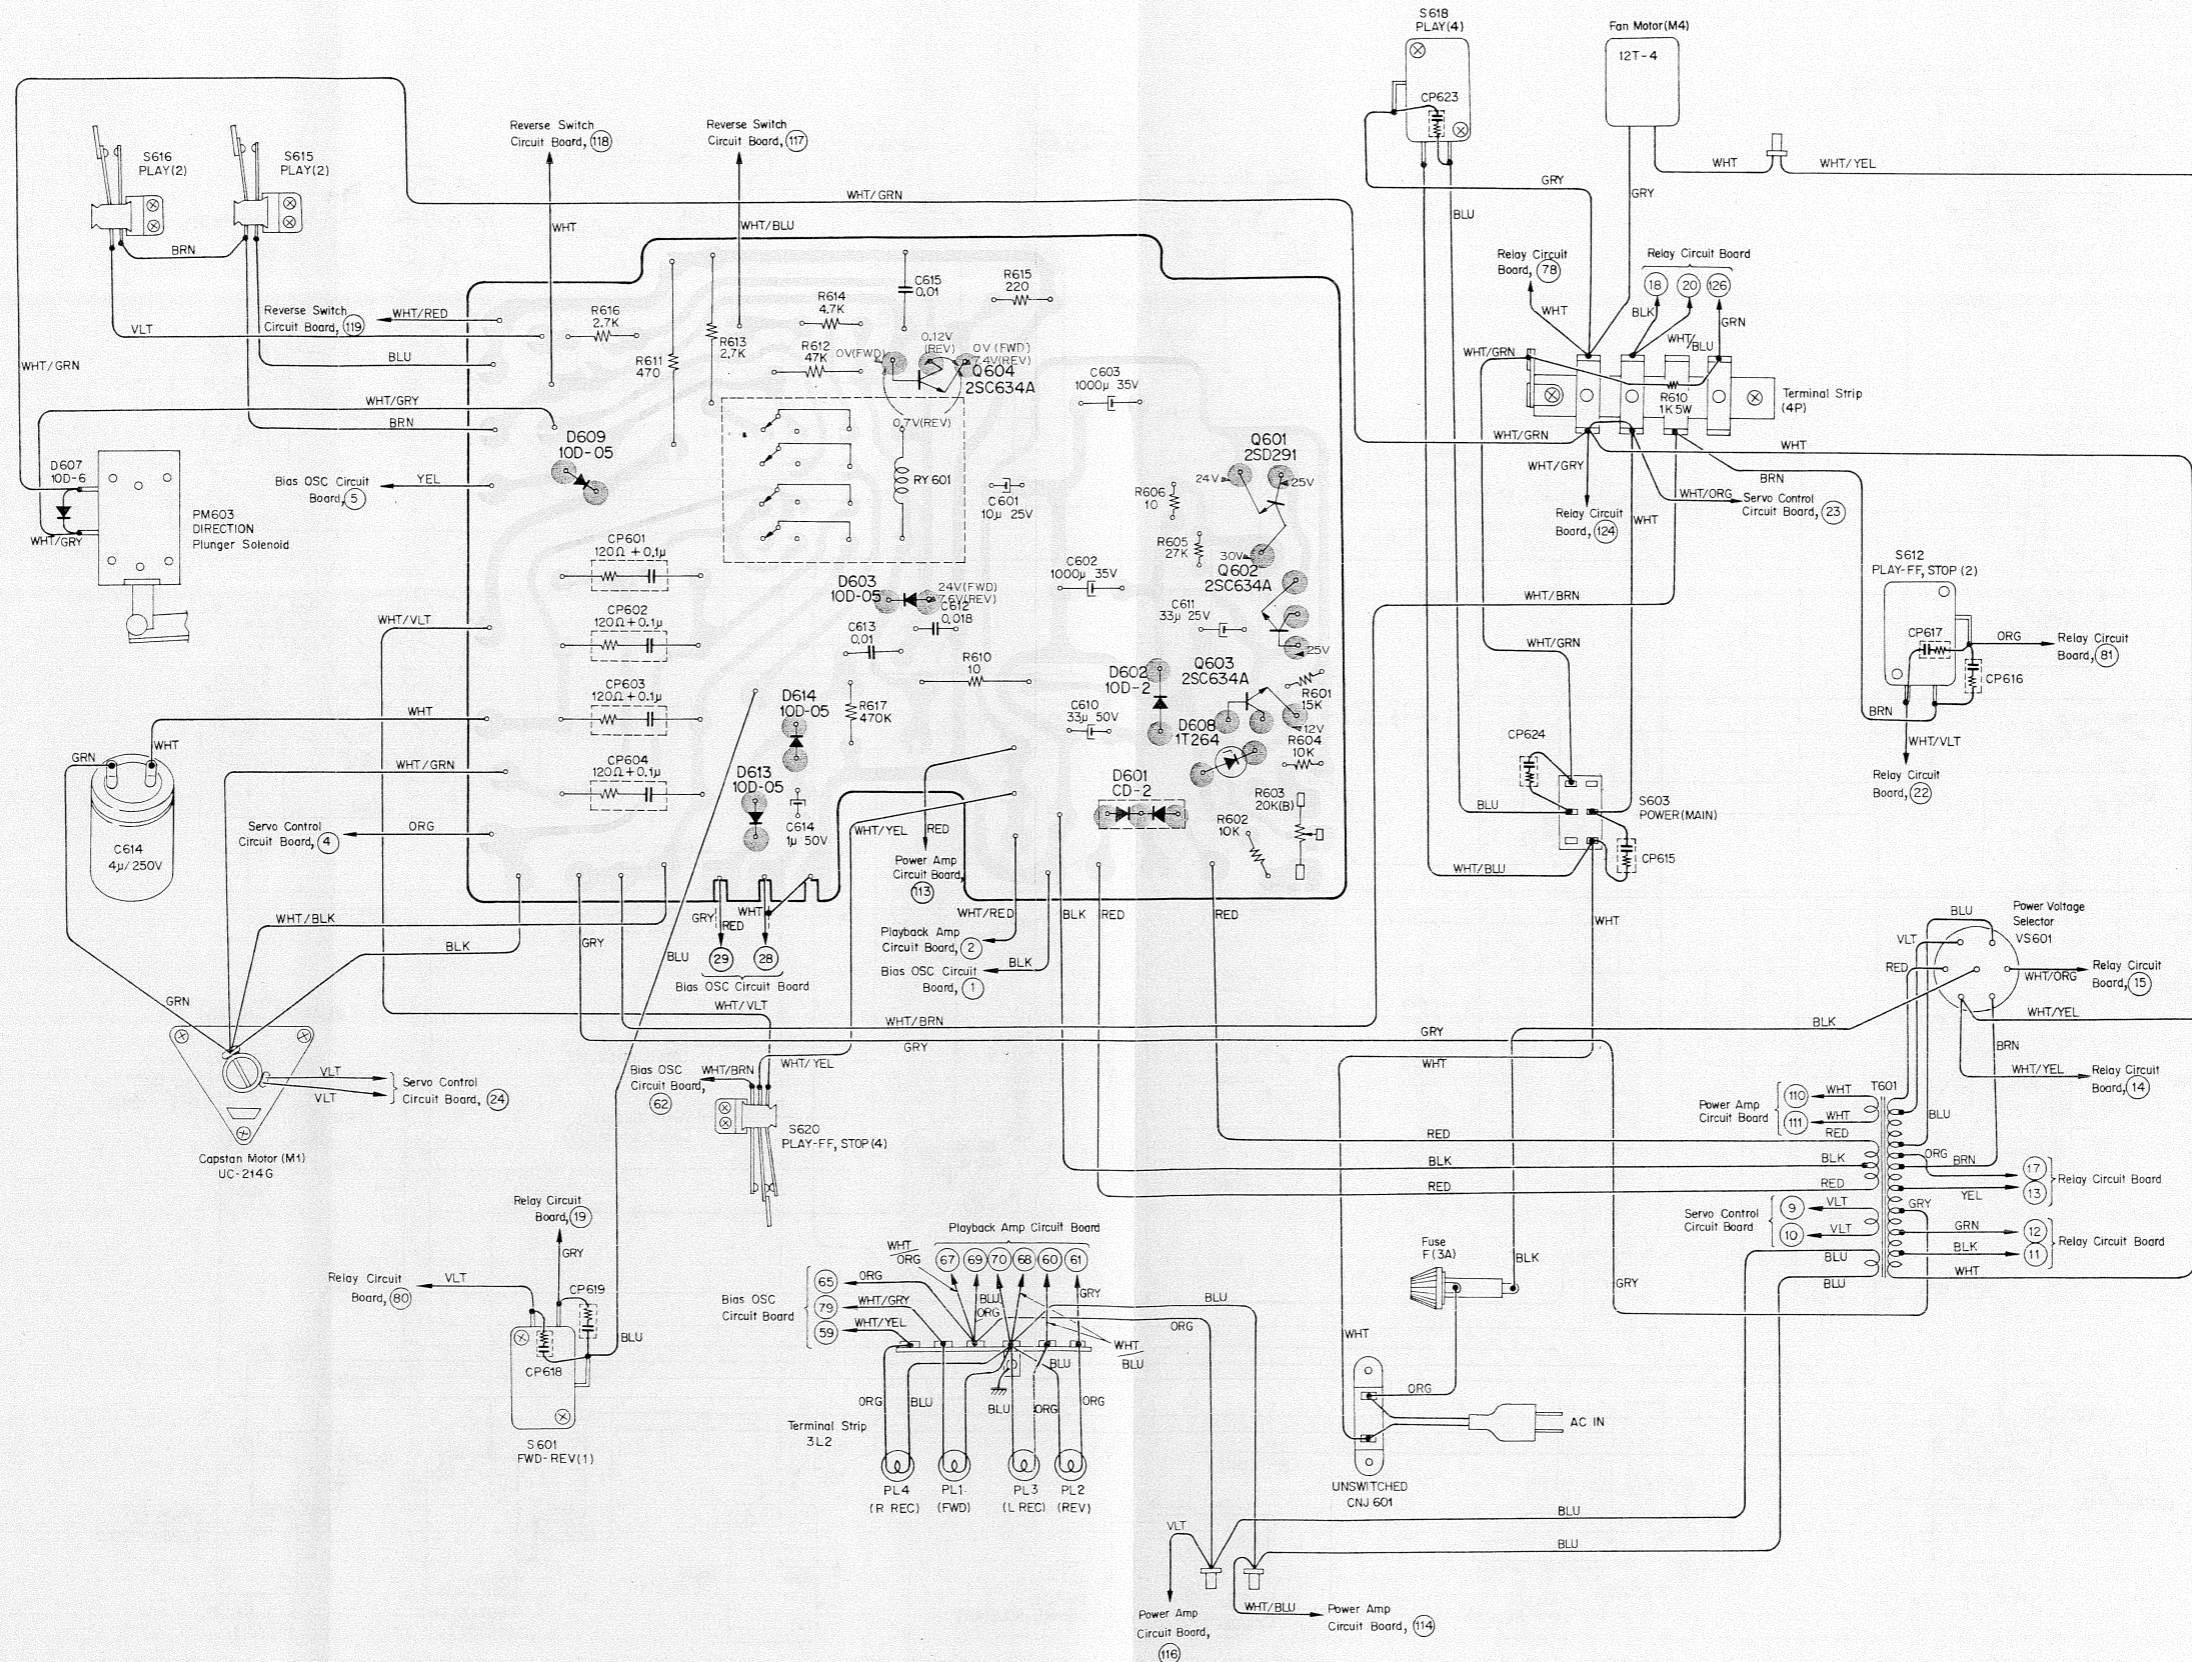 S618
PLAY(4)
CP623
Fan Motor(M4)
12T-4
WHT
WHT/YEL
GRY
GRY
BLU
S616
PLAY(2)
S615
PLAY(2)
BRN
Reverse Switch
Circuit Board, 118
Reverse Switch
Circuit Board, 117
WHT/GRN
WHT
WHT/BLU
Reverse Switch
Circuit Board, 119
WHT/RED
VLT
BLU
WHT/GRN
WHT/GRY
BRN
R616
2.7K
R611
470
R613
2.7K
R614
4.7K
R612
47K
C615
0.01
R615
220
0V(FWD)
0.12V
(REV)
0V(FWD)
7.4V(REV)
Q604
2SC634A
0.7V(REV)
C603
1000μ 35V
Relay Circuit
Board, 78
Relay Circuit Board
18
20
126
WHT
BLK
WHT/BLU
GRN
WHT/GRN
R610
1K5W
Terminal Strip
(4P)
WHT/GRN
WHT
WHT/GRY
BRN
WHT/ORG
Servo Control
Circuit Board, 23
Relay Circuit
Board, 124
WHT
D607
10D-6
D609
10D-05
Bias OSC Circuit
Board, 5
YEL
PM603
DIRECTION
Plunger Solenoid
WHT/GRY
RY601
C601
10μ 25V
Q601
2SD291
24V
25V
R606
10
R605
27K
30V
Q602
2SC634A
C602
1000μ 35V
C611
33μ 25V
25V
CP601
120Ω+0.1μ
CP602
120Ω+0.1μ
CP603
120Ω+0.1μ
CP604
120Ω+0.1μ
D603
10D-05
24V(FWD)
7.6V(REV)
C612
0.018
C613
0.01
R610
10
WHT/VLT
WHT
WHT/GRN
D614
10D-05
R617
470K
D613
10D-05
C614
1μ 50V
D602
10D-2
Q603
2SC634A
R601
15K
12V
C610
33μ 50V
D608
1T264
R604
10K
D601
CD-2
R603
20K(B)
R602
10K
S612
PLAY-FF, STOP (2)
CP617
ORG
Relay Circuit
Board, 81
CP616
BRN
WHT/VLT
Relay Circuit
Board, 22
WHT/BRN
WHT/GRN
CP624
BLU
S603
POWER(MAIN)
CP615
WHT/BLU
WHT
GRN
WHT
C614
4μ/250V
Servo Control
Circuit Board, 4
ORG
WHT/YEL
RED
Power Amp
Circuit Board,
113
WHT/RED
BLK
RED
RED
Playback Amp
Circuit Board, 2
Bias OSC Circuit
Board, 1
BLK
WHT/BLK
BLK
GRY
GRY
RED
WHT
BLU
29
28
Bias OSC Circuit Board
WHT/VLT
WHT/BRN
GRY
GRY
Power Voltage
Selector
VS601
BLU
VLT
RED
WHT/ORG
Relay Circuit
Board, 15
WHT/YEL
BLK
BRN
WHT/YEL
Relay Circuit
Board, 14
WHT
GRN
VLT
VLT
Servo Control
Circuit Board, 24
Capstan Motor (M1)
UC-214G
Bias OSC
Circuit Board,
62
WHT/BRN
WHT/YEL
S620
PLAY-FF, STOP(4)
Power Amp
Circuit Board
110
111
WHT
WHT
T601
BLU
RED
RED
BLK
BLK
RED
RED
ORG
BRN
17
13
Relay Circuit Board
YEL
Servo Control
Circuit Board
9
10
VLT
VLT
GRY
GRN
BLK
12
11
Relay Circuit Board
BLU
BLU
WHT
Relay Circuit
Board, 19
GRY
Relay Circuit
Board, 80
VLT
CP619
CP618
BLU
S601
FWD-REV(1)
Playback Amp Circuit Board
67
69
70
68
60
61
WHT
ORG
Bias OSC
Circuit Board
65
79
59
ORG
WHT/GRY
WHT/YEL
BLU
ORG
GRY
BLU
ORG
WHT
BLU
BLU
ORG
BLU
BLU
ORG
ORG
Terminal Strip
3L2
PL4
(R REC)
PL1
(FWD)
PL3
(L REC)
PL2
(REV)
Fuse
F(3A)
BLK
GRY
WHT
ORG
AC IN
UNSWITCHED
CNJ 601
BLU
BLU
VLT
WHT/BLU
Power Amp
Circuit Board,
116
Power Amp
Circuit Board, 114